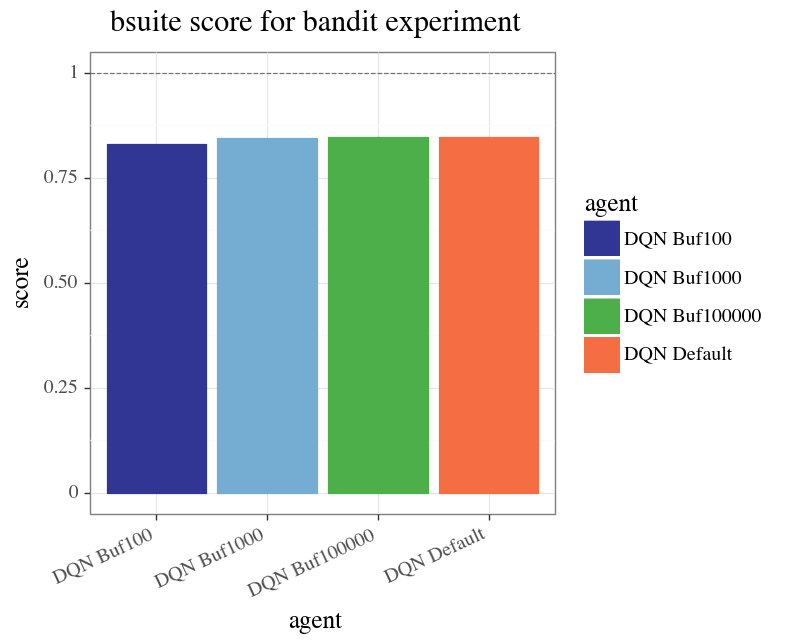 bsuite score for bandit experiment
1
0.75
0.50
0.25
0
score
DQN Buf100
DQN Buf1000
DQN Buf100000
DQN Default
agent
agent
DQN Buf100
DQN Buf1000
DQN Buf100000
DQN Default